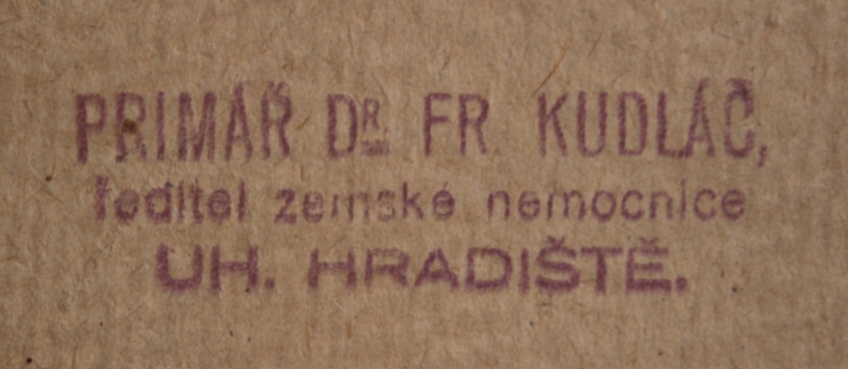 PRIMÁŘ DR. FR. KUDLÁČ,
ředitel zemské nemocnice
UH. HRADIŠTĚ.